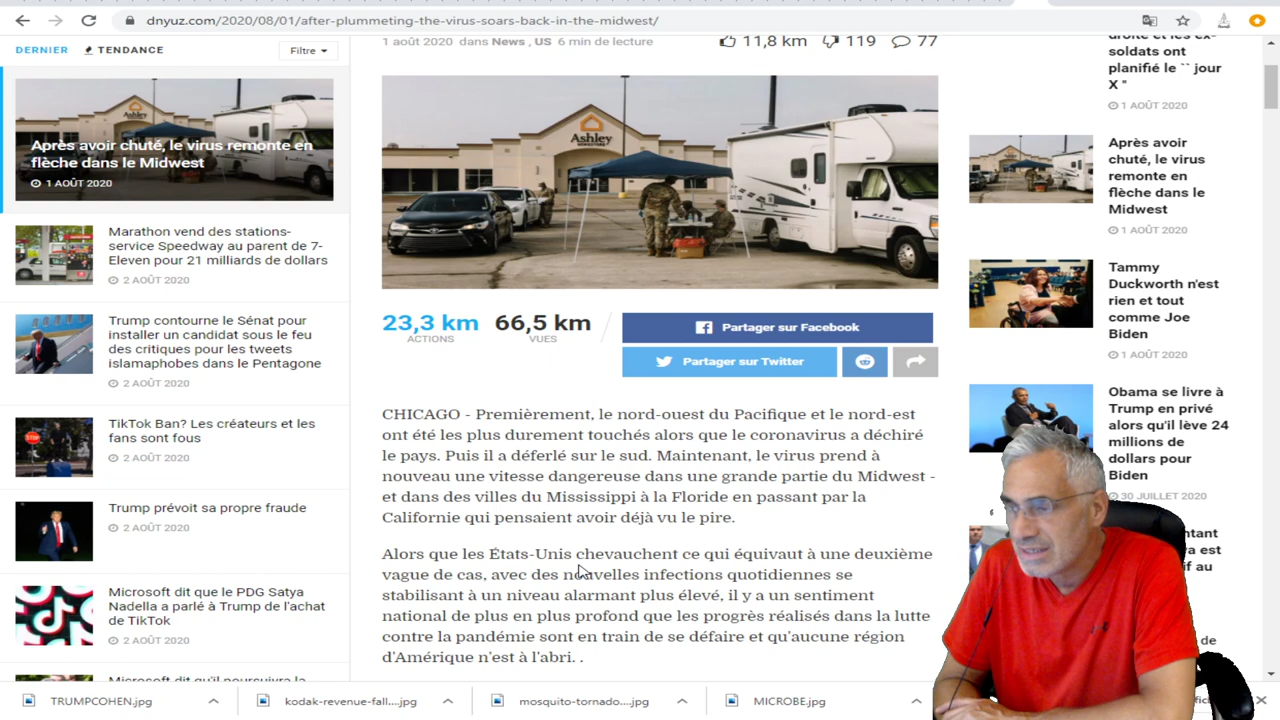 dnyuz.com/2020/08/01/after-plummeting-the-virus-soars-back-in-the-midwest/
DERNIER
TENDANCE
Filtre
Après avoir chuté, le virus remonte en
flèche dans le Midwest
1 AOÛT 2020
Marathon vend des stations-
service Speedway au parent de 7-
Eleven pour 21 milliards de dollars
2 AOÛT 2020
Trump contourne le Sénat pour
installer un candidat sous le feu
des critiques pour les tweets
islamaphobes dans le Pentagone
2 AOÛT 2020
TikTok Ban? Les créateurs et les
fans sont fous
2 AOÛT 2020
Trump prévoit sa propre fraude
2 AOÛT 2020
Microsoft dit que le PDG Satya
Nadella a parlé à Trump de l'achat
de TikTok
2 AOÛT 2020
Microsoft dit qu'il poursuivra la
1 août 2020 dans News , US 6 min de lecture
11,8 km
119
77
Ashley
HOMESTORE
23,3 km
ACTIONS
66,5 km
VUES
Partager sur Facebook
Partager sur Twitter
CHICAGO - Premièrement, le nord-ouest du Pacifique et le nord-est
ont été les plus durement touchés alors que le coronavirus a déchiré
le pays. Puis il a déferlé sur le sud. Maintenant, le virus prend à
nouveau une vitesse dangereuse dans une grande partie du Midwest -
et dans des villes du Mississippi à la Floride en passant par la
Californie qui pensaient avoir déjà vu le pire.
Alors que les États-Unis chevauchent ce qui équivaut à une deuxième
vague de cas, avec des nouvelles infections quotidiennes se
stabilisant à un niveau alarmant plus élevé, il y a un sentiment
national de plus en plus profond que les progrès réalisés dans la lutte
contre la pandémie sont en train de se défaire et qu'aucune région
d'Amérique n'est à l'abri. .
droite et les ex-
soldats ont
planifié le `` jour
X "
1 AOÛT 2020
Après avoir
chuté, le virus
remonte en
flèche dans le
Midwest
1 AOÛT 2020
Tammy
Duckworth n'est
rien et tout
comme Joe
Biden
1 AOÛT 2020
Obama se livre à
Trump en privé
alors qu'il lève 24
millions de
dollars pour
Biden
30 JUILLET 2020
TRUMPCOHEN.jpg
kodak-revenue-fall....jpg
mosquito-tornado....jpg
MICROBE.jpg